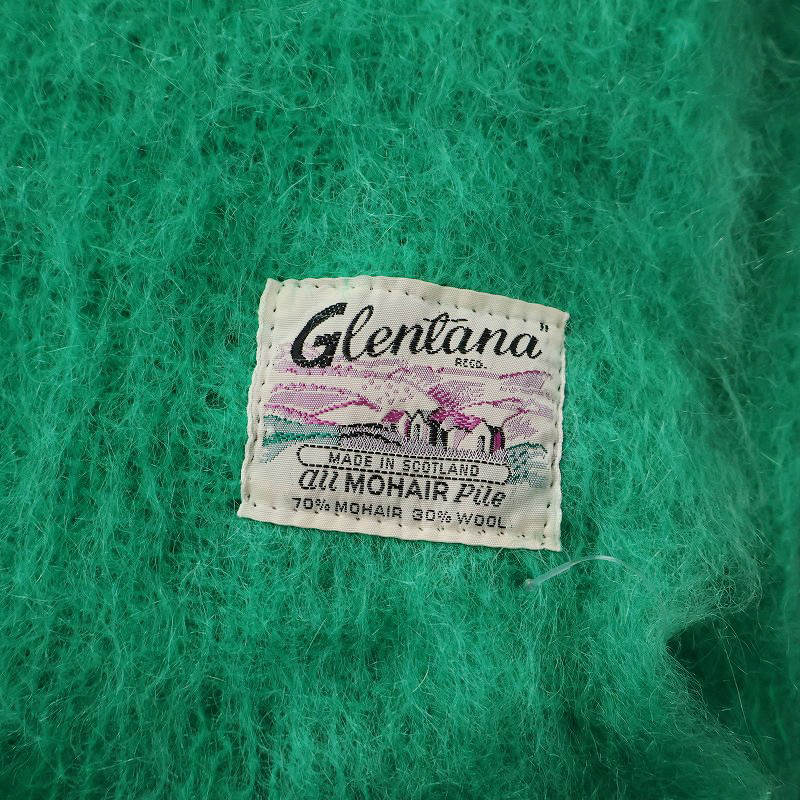 Glentana"
REGD.
MADE IN SCOTLAND
all MOHAIR Pile
70% MOHAIR 30% WOOL